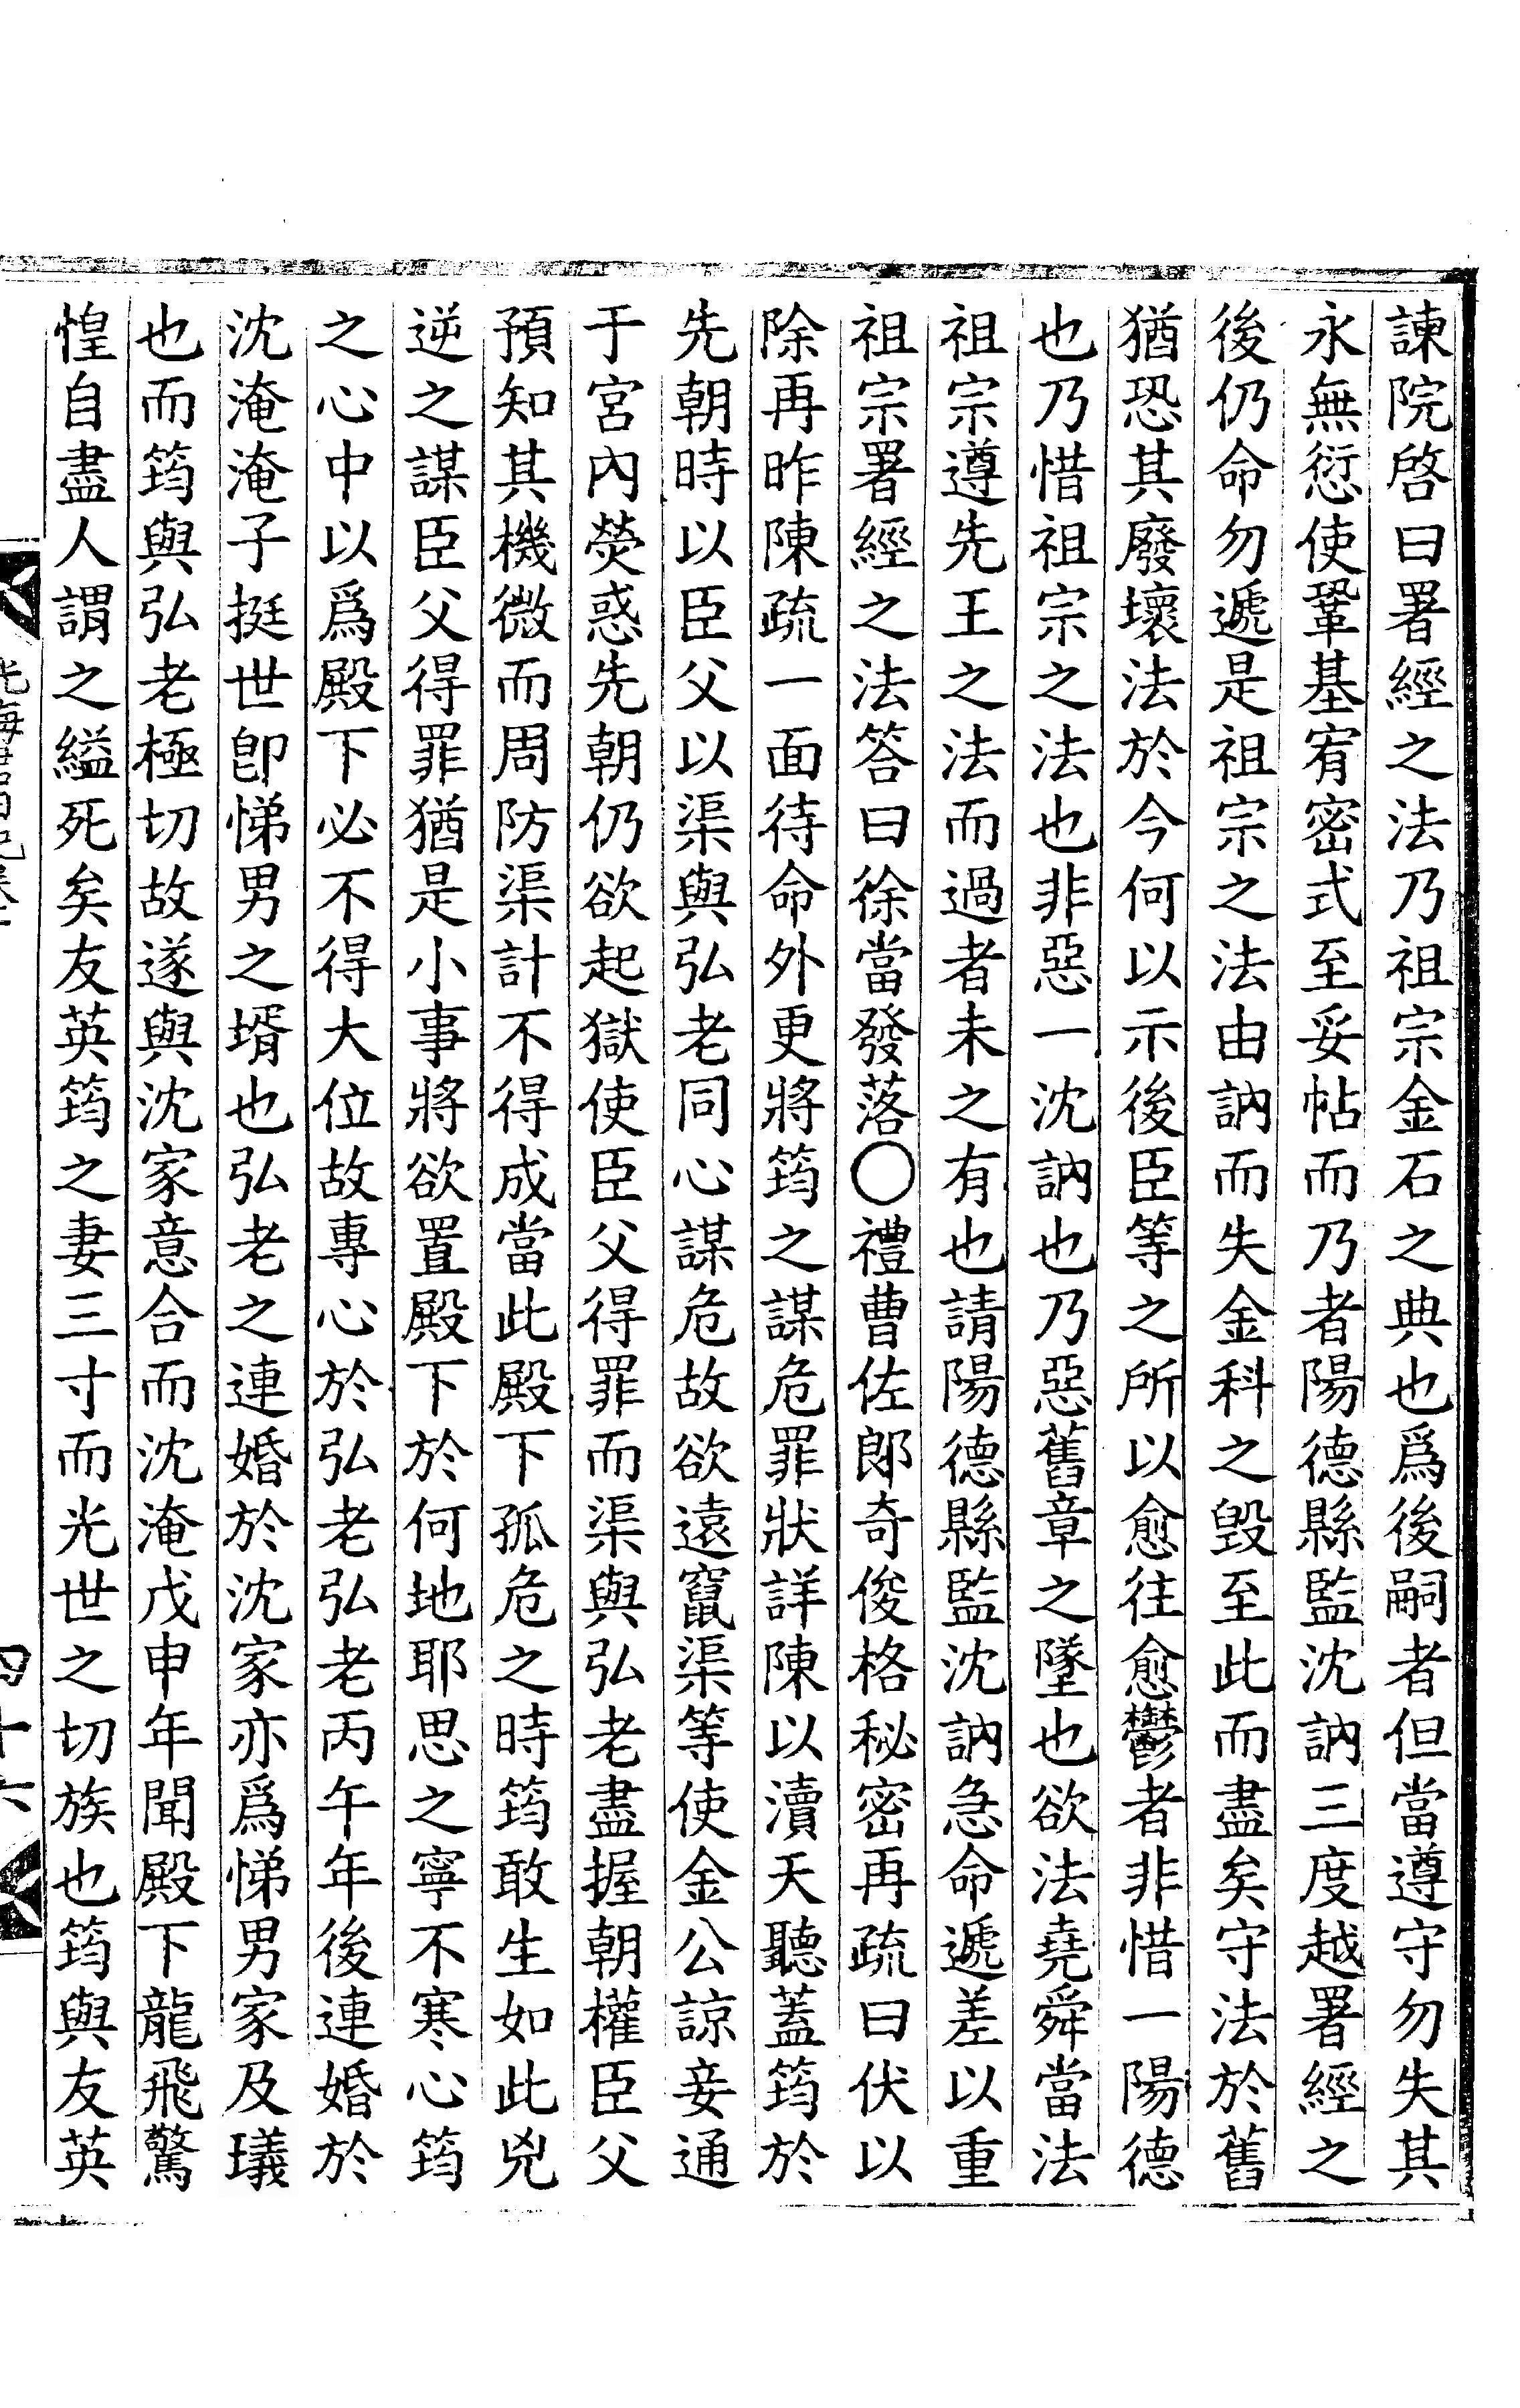 諫院啓曰署經之法乃祖宗金石之典也爲後嗣者但當遵守勿失其
永無愆使鞏基宥密式至妥帖而乃者陽德縣監沈訥三度越署經之
後仍命勿遞是祖宗之法由訥而失金科之毁至此而盡矣守法於舊
猶恐其廢壞法於今何以示後臣等之所以愈往愈鬱者非惜一陽德
也乃惜祖宗之法也非惡一沈訥也乃惡舊章之墜也欲法堯舜當法
祖宗遵先王之法而過者未之有也請陽德縣監沈訥急命遞差以重
祖宗署經之法答曰徐當發落○禮曹佐郞奇俊格秘密再疏曰伏以
除再昨陳疏一面待命外更將筠之謀危罪狀詳陳以瀆天聽蓋筠於
先朝時以臣父以渠與弘老同心謀危故欲遠竄渠等使金公諒妾通
于宮內熒惑先朝仍欲起獄使臣父得罪而渠與弘老盡握朝權臣父
預知其機微而周防渠計不得成當此殿下孤危之時筠敢生如此兇
逆之謀臣父得罪猶是小事將欲置殿下於何地耶思之寧不寒心筠
之心中以爲殿下必不得大位故專心於弘老弘老丙午年後連婚於
沈淹淹子挺世卽悌男之壻也弘老之連婚於沈家亦爲悌男家及㼁
也而筠與弘老極切故遂與沈家意合而沈淹戊申年聞殿下龍飛驚
惶自盡人謂之縊死矣友英筠之妻三寸而光世之切族也筠與友英
四十六